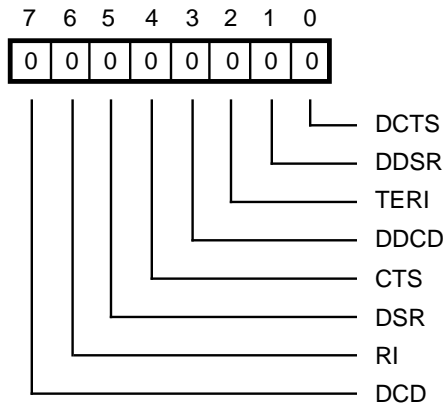 7 6 5 4 3 2 1 0
0 0 0 0 0 0 0 0
DCTS
DDSR
TERI
DDCD
CTS
DSR
RI
DCD